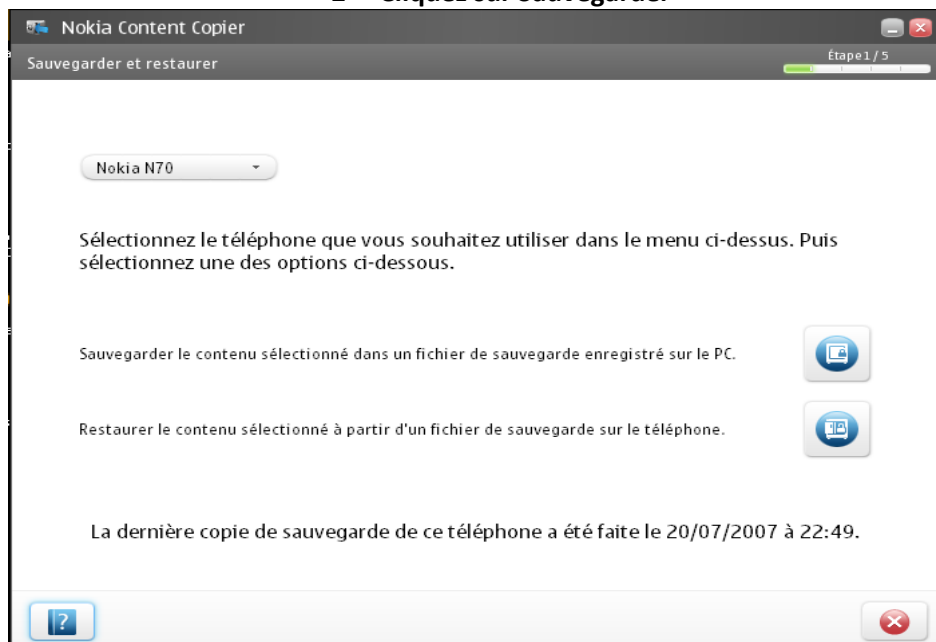 Cliquez sur Sauvegarder
Nokia Content Copier
Sauvegarder et restaurer
Étape 1 / 5
Nokia N70
Sélectionnez le téléphone que vous souhaitez utiliser dans le menu ci-dessus. Puis
sélectionnez une des options ci-dessous.
Sauvegarder le contenu sélectionné dans un fichier de sauvegarde enregistré sur le PC.
Restaurer le contenu sélectionné à partir d'un fichier de sauvegarde sur le téléphone.
La dernière copie de sauvegarde de ce téléphone a été faite le 20/07/2007 à 22:49.
?